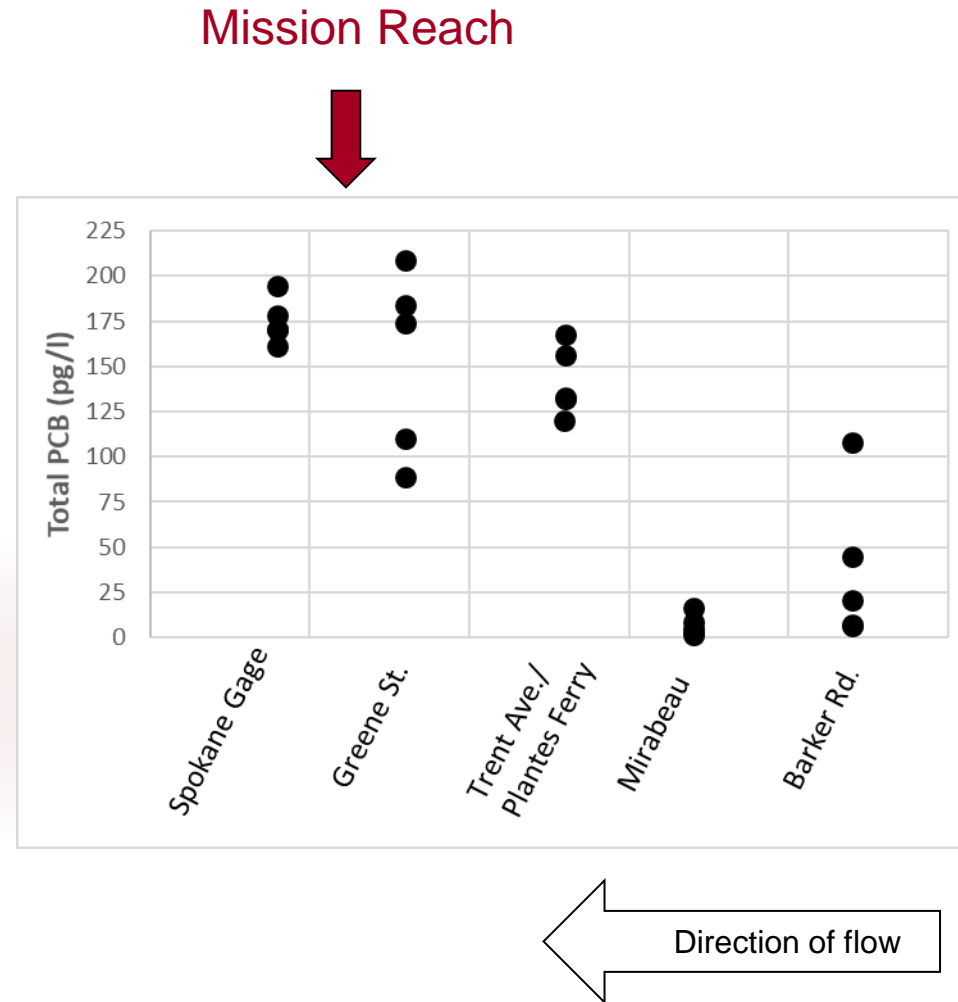 Mission Reach
225
200
175
150
125
100
75
50
25
0
Total PCB (pg/l)
Spokane Gage
Greene St.
Trent Ave./
Plantes Ferry
Mirabeau
Barker Rd.
Direction of flow